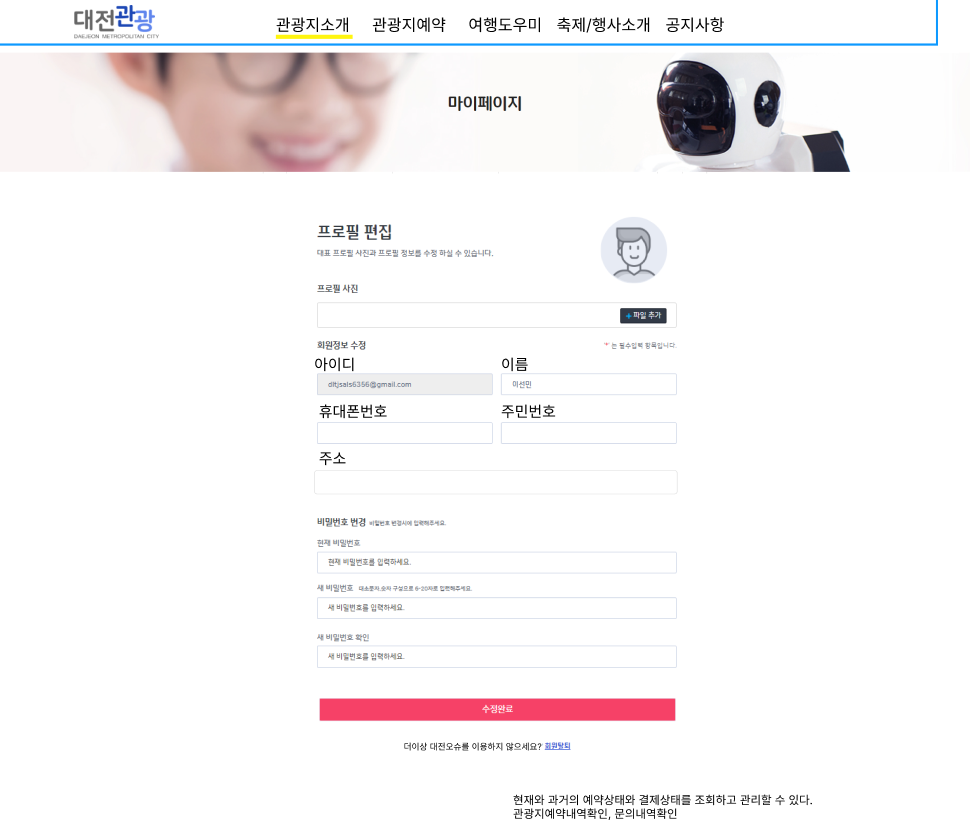 대전관광
DAEJEON METROPOLITAN CITY
관광지소개 관광지예약 여행도우미 축제/행사소개 공지사항
마이페이지
프로필 편집
대표 프로필 사진과 프로필 정보를 수정 하실 수 있습니다.
프로필 사진
+ 파일 추가
회원정보 수정 '*' 는 필수입력 항목입니다.
아이디 이름
dltjsals6356@gmail.com 이선민
휴대폰번호 주민번호
주소
비밀번호 변경 비밀번호 변경시에 입력해주세요.
현재 비밀번호
현재 비밀번호를 입력하세요.
새 비밀번호 대소문자,숫자 구성으로 6-20자로 입력해주세요.
새 비밀번호를 입력하세요.
새 비밀번호 확인
새 비밀번호를 입력하세요.
수정완료
더이상 대전오슈를 이용하지 않으세요? 회원탈퇴
현재와 과거의 예약상태와 결제상태를 조회하고 관리할 수 있다.
관광지예약내역확인, 문의내역확인